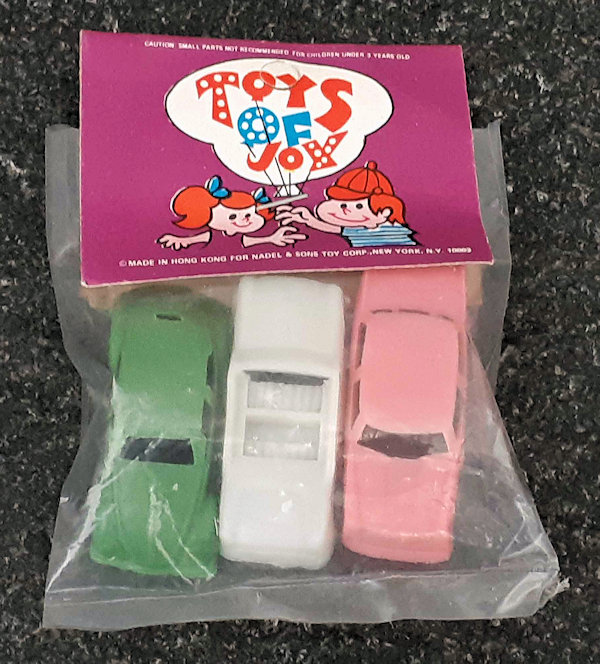 CAUTION SMALL PARTS NOT RECOMMENDED FOR CHILDREN UNDER 3 YEARS OLD
TOYS
OF
JOY
© MADE IN HONG KONG FOR NADEL & SONS TOY CORP., NEW YORK, N.Y. 10003